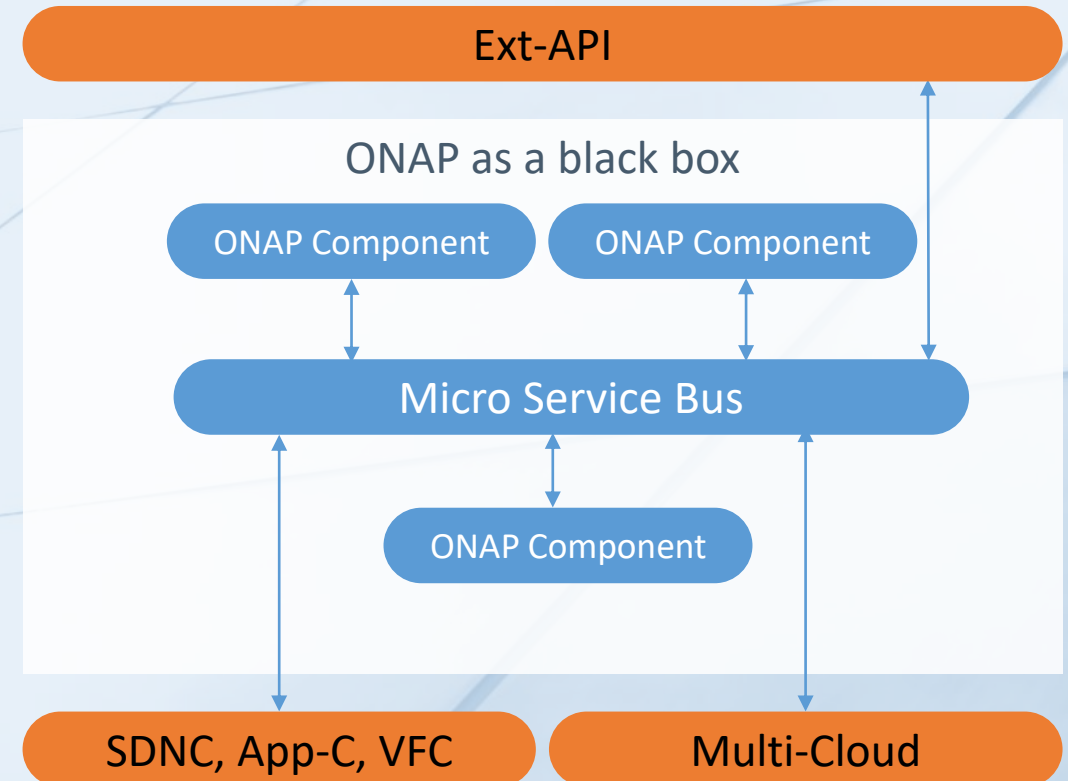 Ext-API
ONAP as a black box
ONAP Component
ONAP Component
Micro Service Bus
ONAP Component
SDNC, App-C, VFC
Multi-Cloud